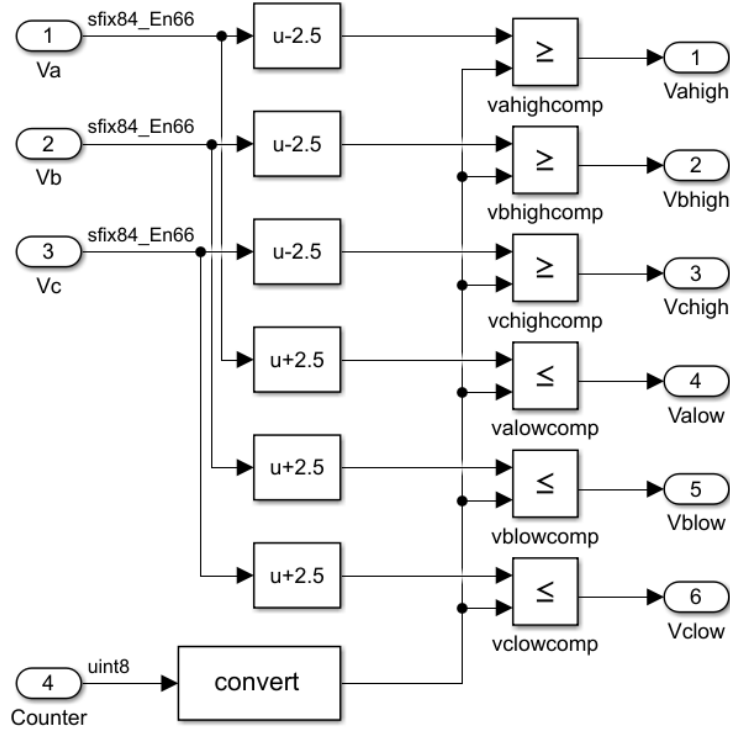 1
sfix84_En66
u-2.5
≥
1
Va
vahighcomp
Vahigh
2
sfix84_En66
u-2.5
≥
2
Vb
vbhighcomp
Vbhigh
3
sfix84_En66
u-2.5
≥
3
Vc
vchighcomp
Vchigh
u+2.5
≤
4
valowcomp
Valow
u+2.5
≤
5
vblowcomp
Vblow
u+2.5
≤
6
vclowcomp
Vclow
4
uint8
convert
Counter